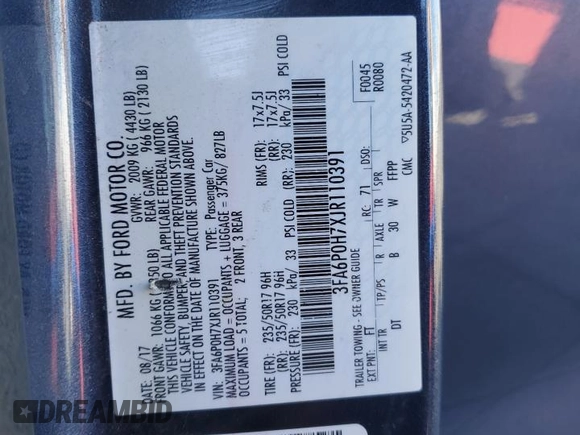 MFD. BY FORD MOTOR CO.
DATE: 08/17 GVWR: 2009 KG ( 4430 LB)
FRONT GAWR: 1066 KG (2350 LB) REAR GAWR: 966 KG ( 2130 LB)
THIS VEHICLE CONFORMS TO ALL APPLICABLE FEDERAL MOTOR
VEHICLE SAFETY, BUMPER, AND THEFT PREVENTION STANDARDS
IN EFFECT ON THE DATE OF MANUFACTURE SHOWN ABOVE.
VIN: 3FA6P0H7XJR110391 TYPE: Passenger Car
MAXIMUM LOAD = OCCUPANTS + LUGGAGE = 375KG/ 827LB
OCCUPANTS = 5 TOTAL: 2 FRONT, 3 REAR
TIRE (FR): 235/50R17 96H RIMS (FR): 17x7.5J
(RR): 235/50R17 96H (RR): 17x7.5J
PRESSURE (FR): 230 kPa/ 33 PSI COLD (RR): 230 kPa/ 33 PSI COLD
3FA6P0H7XJR110391
F0045
R0080
TRAILER TOWING - SEE OWNER GUIDE
EXT PNT: FT RC: 71 DSO:
TP/PS R AXLE TR SPR
DT B 30 W FFPP
CMC 5U5A-5420472-AA
DREAMBID